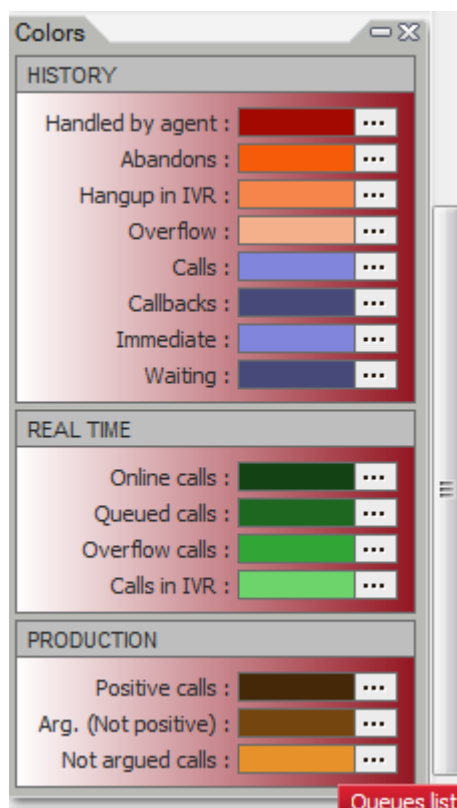 Colors
HISTORY
Handled by agent :
Abandons :
Hangup in IVR :
Overflow :
Calls :
Callbacks :
Immediate :
Waiting :
REAL TIME
Online calls :
Queued calls :
Overflow calls :
Calls in IVR :
PRODUCTION
Positive calls :
Arg. (Not positive) :
Not argued calls :
Queues list